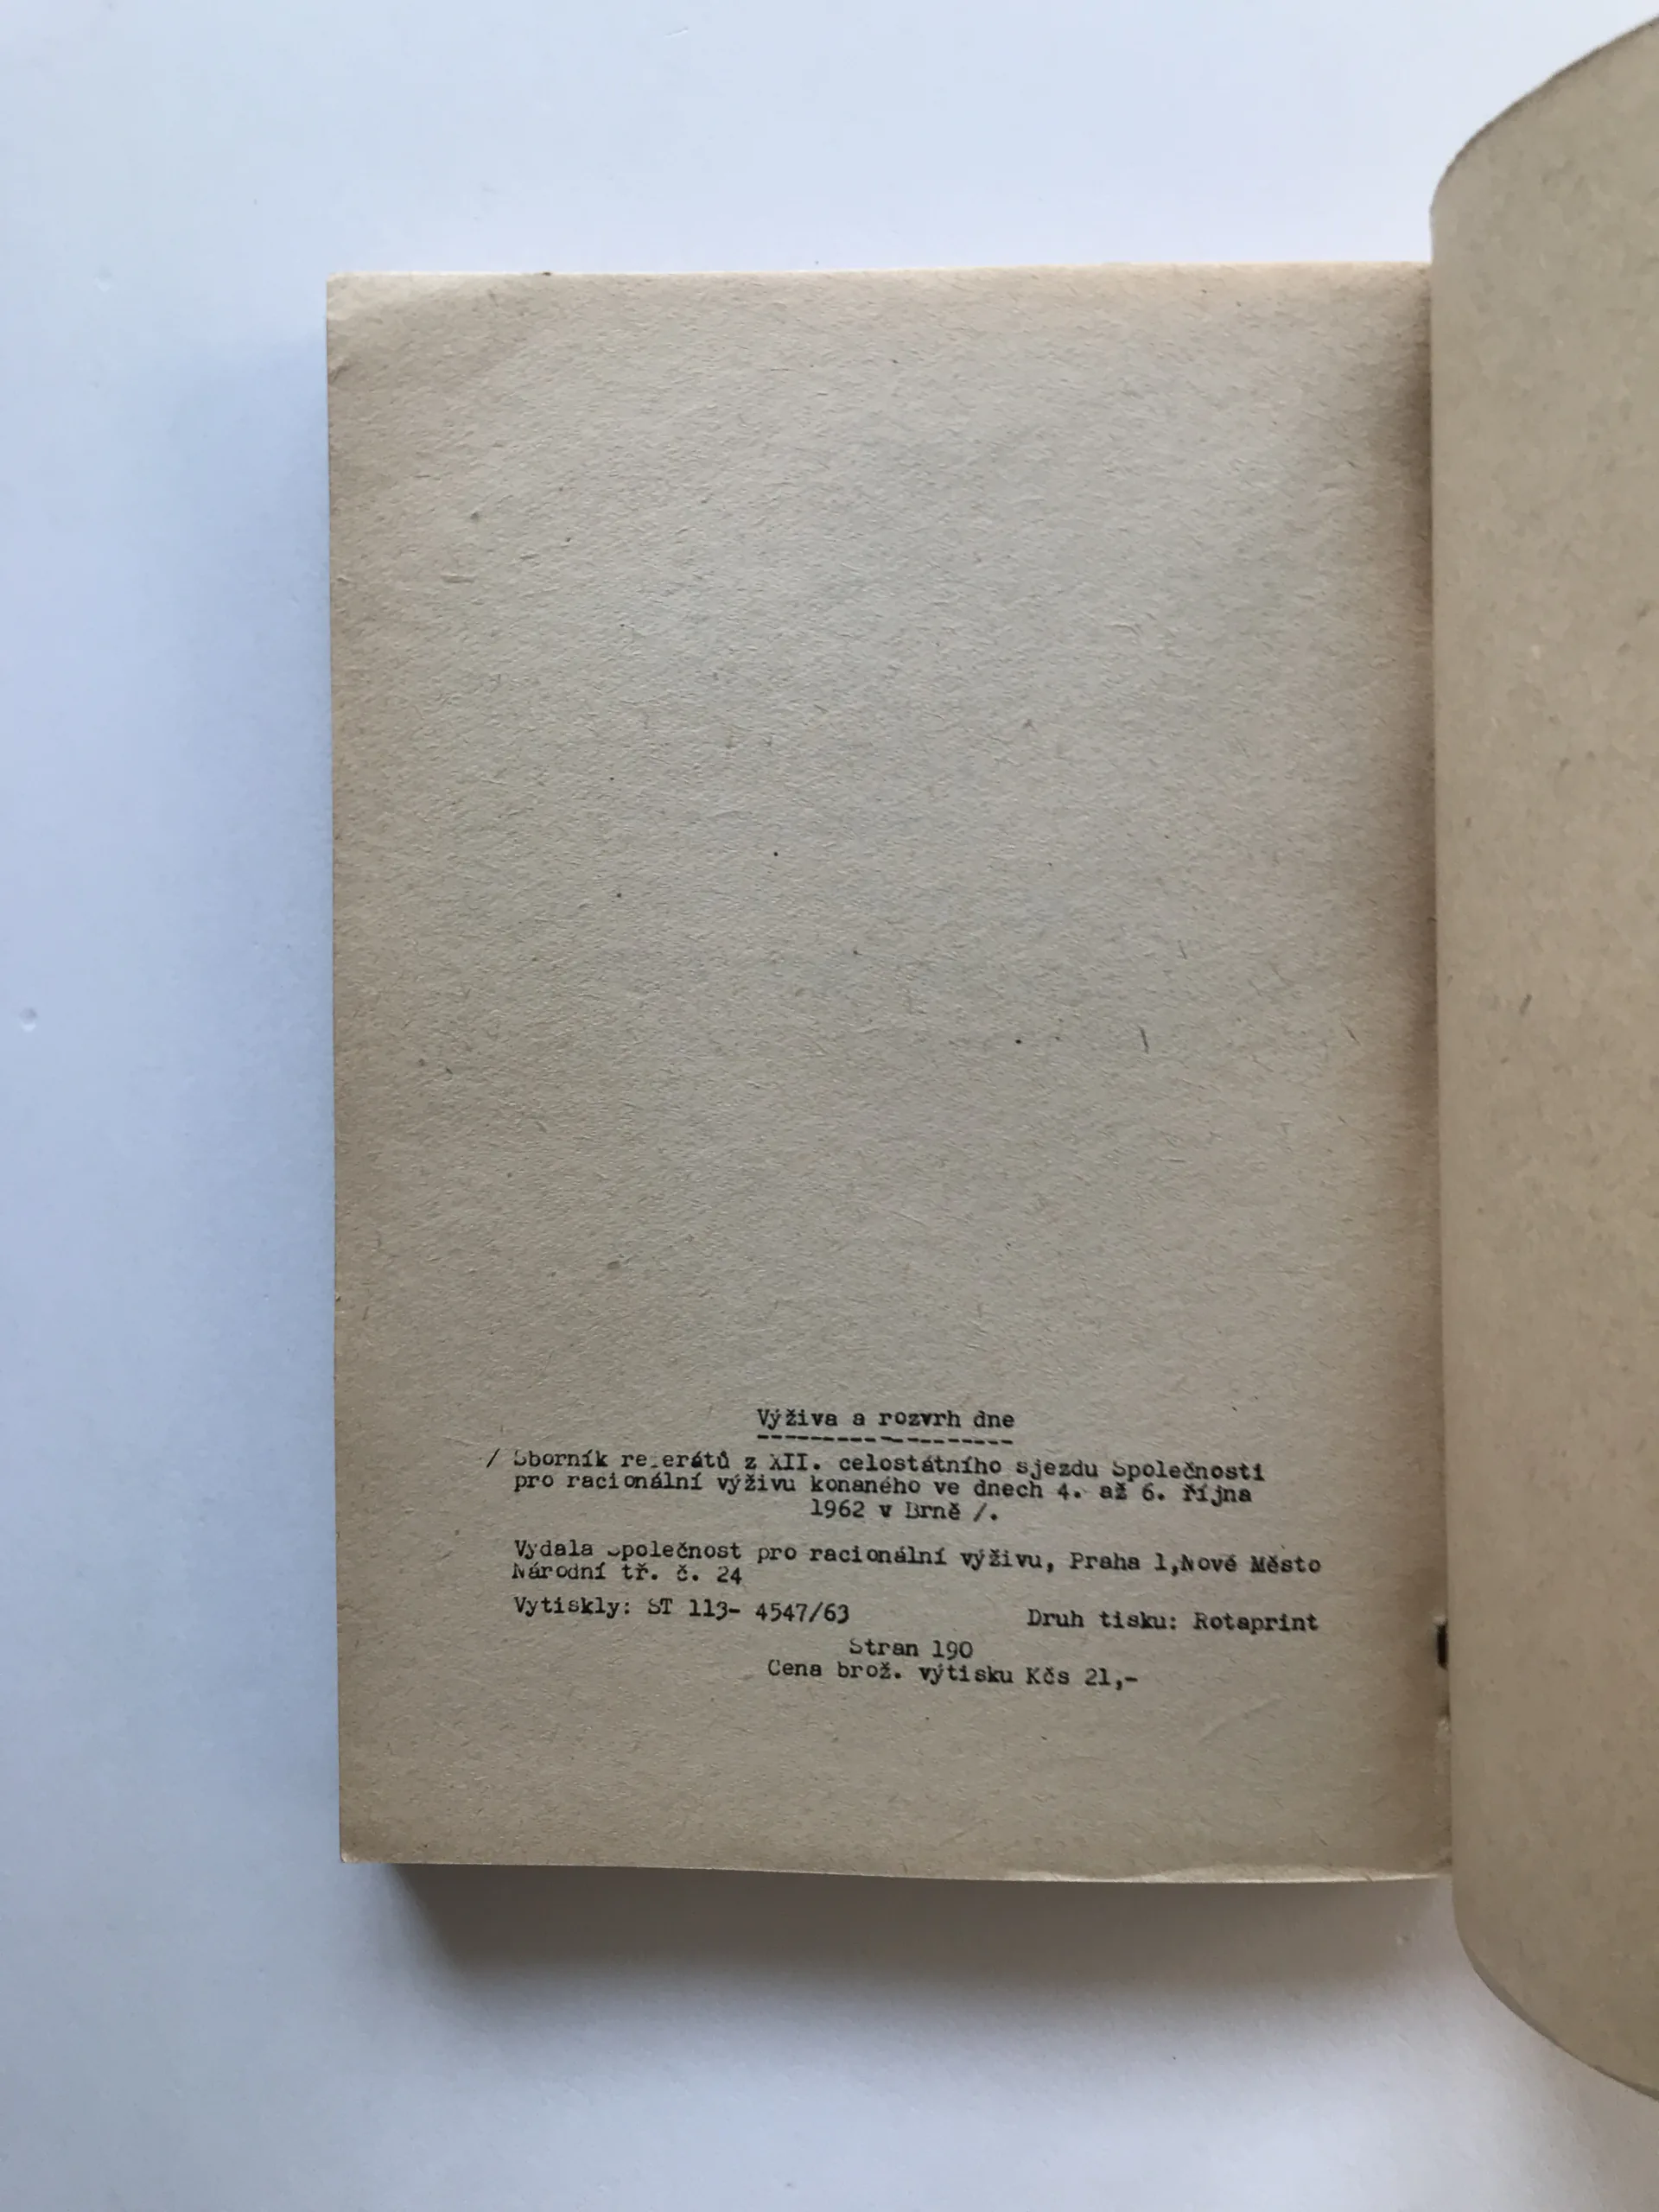 Výživa a rozvrh dne
/ Sborník referátů z XII. celostátního sjezdu Společnosti
pro racionální výživu konaného ve dnech 4. až 6. října
1962 v Brně /.
Vydala Společnost pro racionální výživu, Praha 1,Nové Město
Národní tř. č. 24
Vytiskly: ST 113- 4547/63 Druh tisku: Rotaprint
Stran 190
Cena brož. výtisku Kčs 21,-